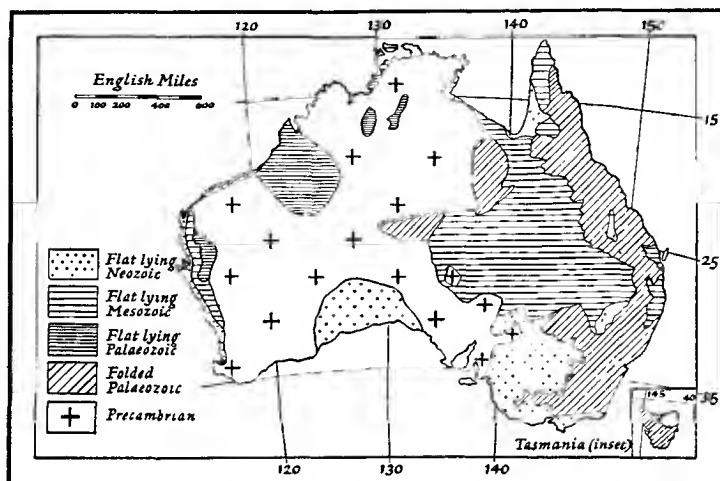 120 130 140 150
English Miles
0 100 200 400 600
15
25
Flat lying
Neozoic
Flat lying
Mesozoic
Flat lying
Palaeozoic
Folded
Palaeozoic
Precambrian
35
145 40
Tasmania (inset)
120 130 140